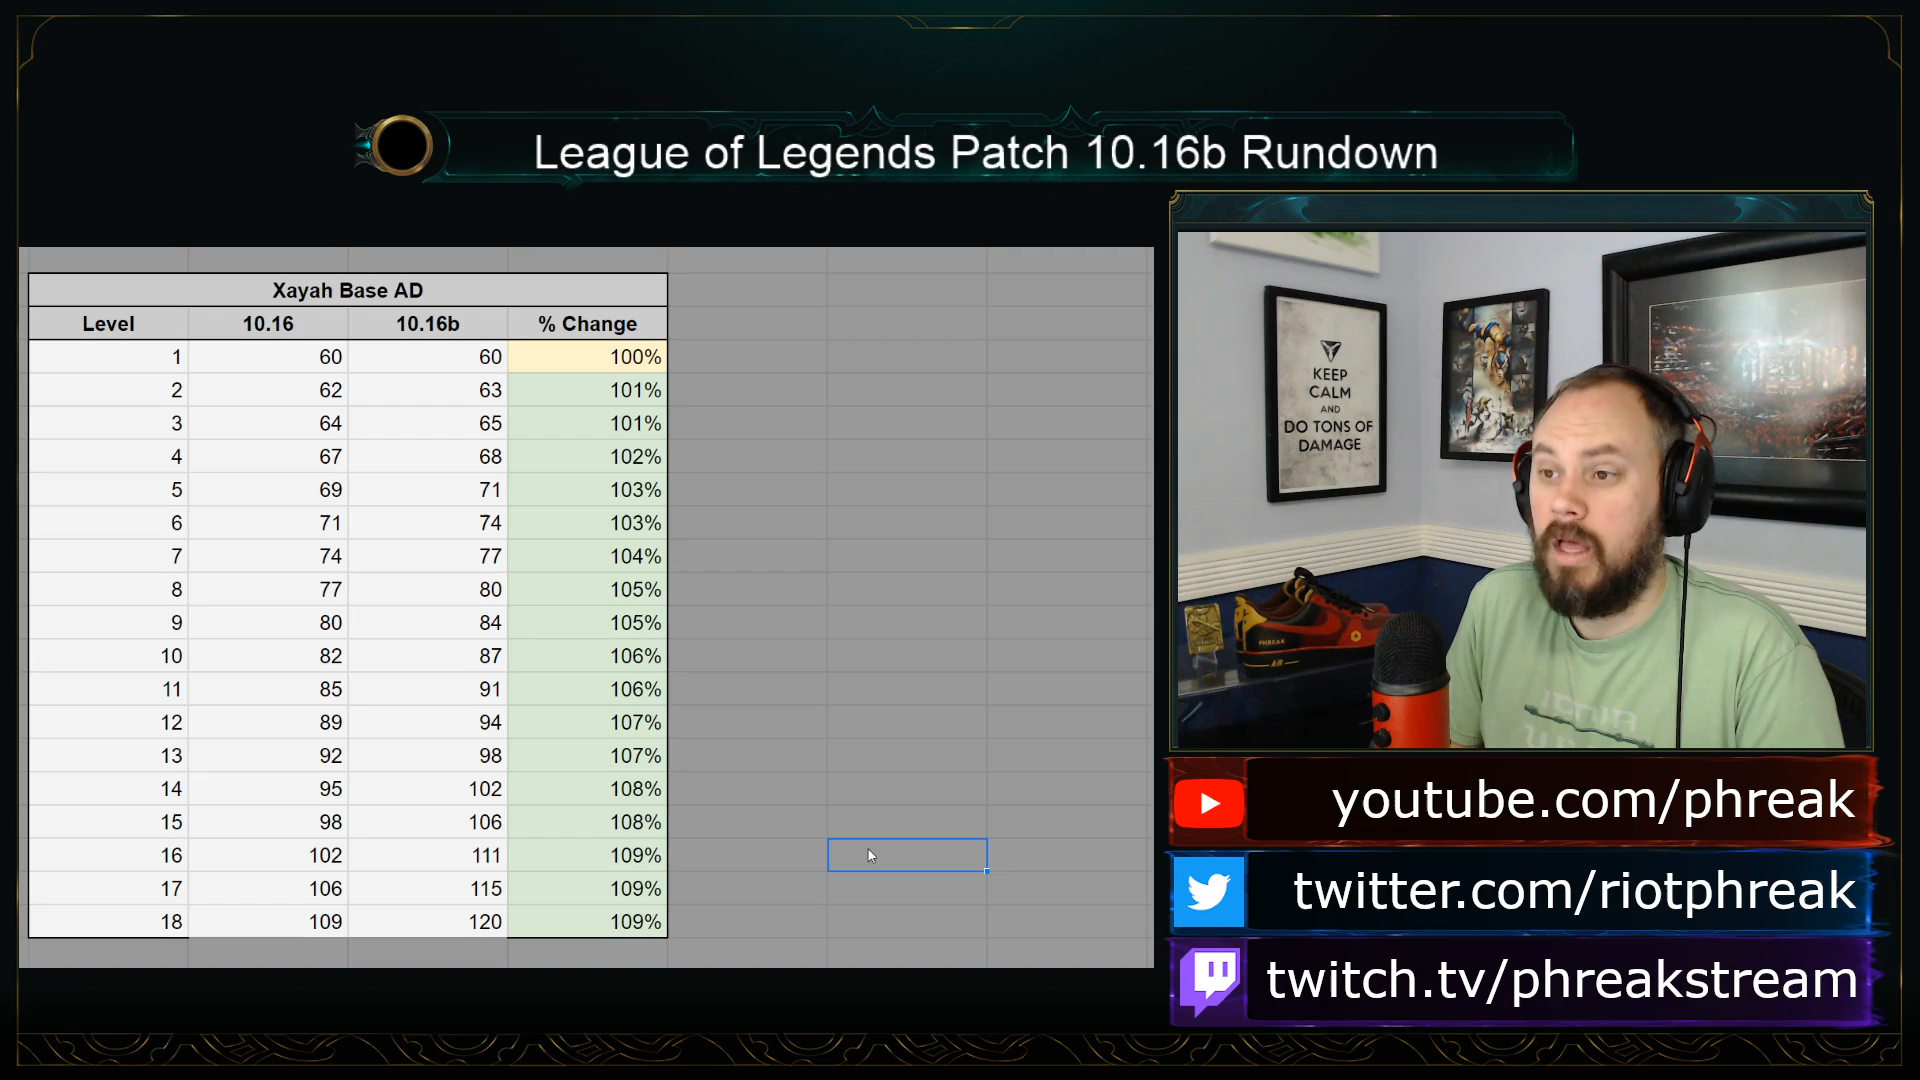 League of Legends Patch 10.16b Rundown
Xayah Base AD
Level 10.16 10.16b % Change
1 60 60 100%
2 62 63 101%
3 64 65 101%
4 67 68 102%
5 69 71 103%
6 71 74 103%
7 74 77 104%
8 77 80 105%
9 80 84 105%
10 82 87 106%
11 85 91 106%
12 89 94 107%
13 92 98 107%
14 95 102 108%
15 98 106 108%
16 102 111 109%
17 106 115 109%
18 109 120 109%
KEEP
CALM
AND
DO TONS OF
DAMAGE
PHREAK
AIR
youtube.com/phreak
twitter.com/riotphreak
twitch.tv/phreakstream